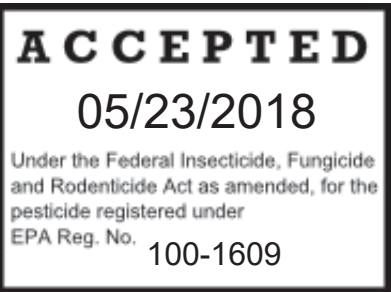 ACCEPTED
05/23/2018
Under the Federal Insecticide, Fungicide
and Rodenticide Act as amended, for the
pesticide registered under
EPA Reg. No. 100-1609